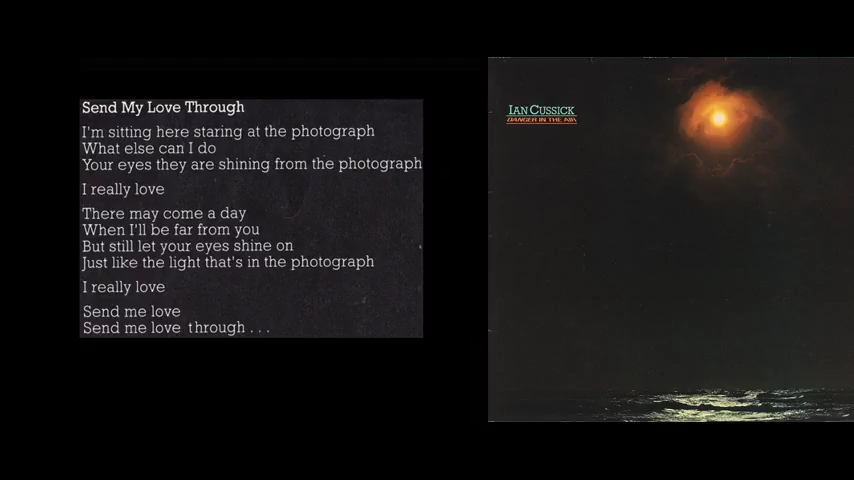 Send My Love Through
I'm sitting here staring at the photograph
What else can I do
Your eyes they are shining from the photograph
I really love
There may come a day
When I'll be far from you
But still let your eyes shine on
Just like the light that's in the photograph
I really love
Send me love
Send me love through . . .
IAN CUSSICK
DANGER IN THE AIR